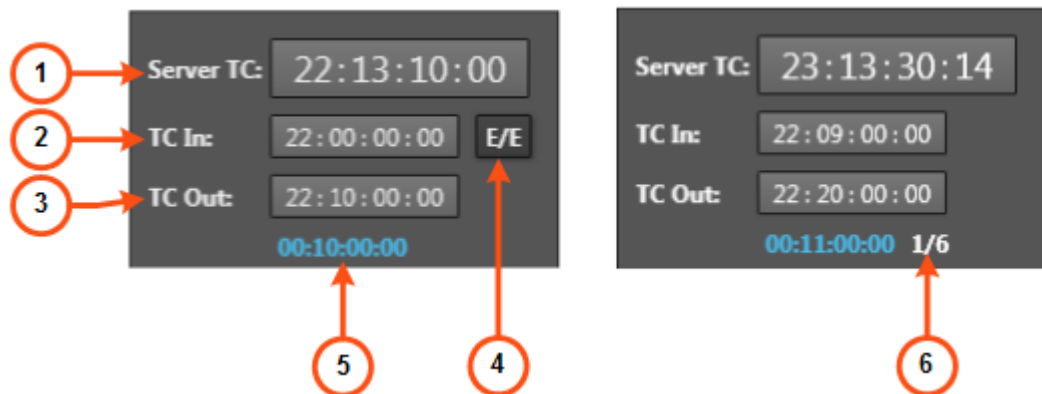 1 Server TC: 22:13:10:00
2 TC In: 22:00:00:00 E/E
3 TC Out: 22:10:00:00
00:10:00:00
5
4
Server TC: 23:13:30:14
TC In: 22:09:00:00
TC Out: 22:20:00:00
00:11:00:00 1/6
6